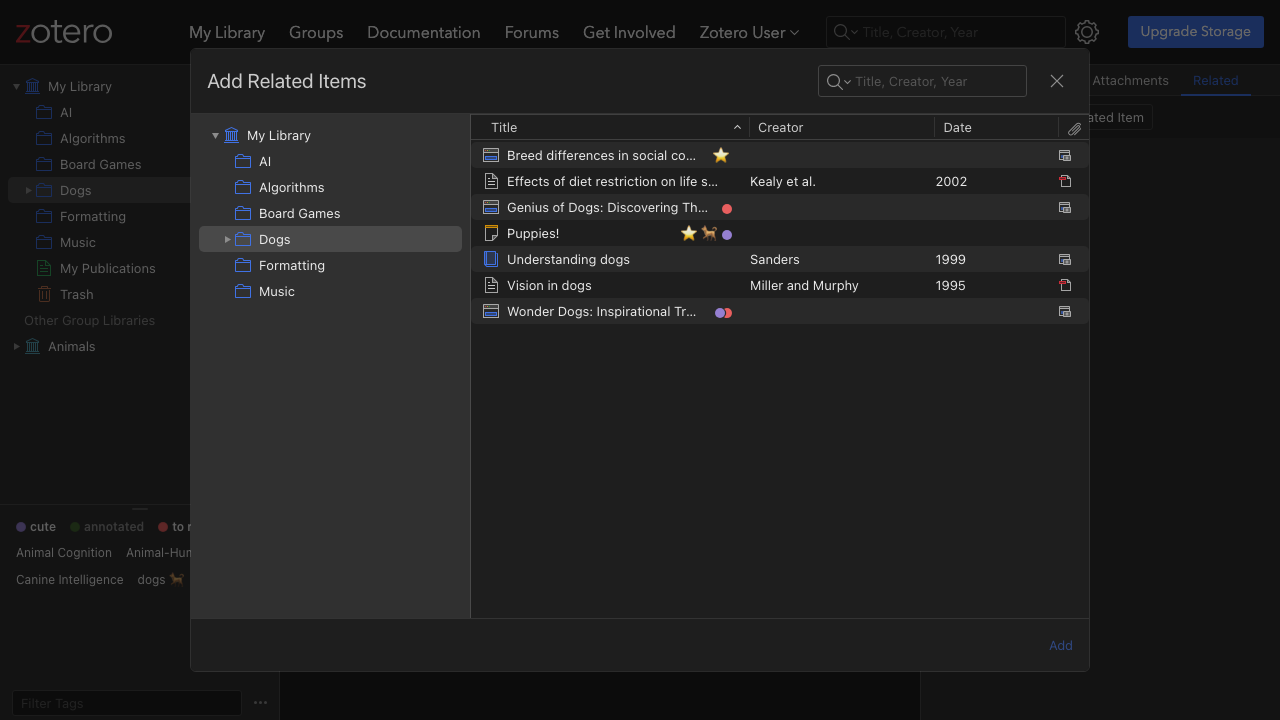 zotero My Library Groups Documentation Forums Get Involved Zotero User Title, Creator, Year Upgrade Storage
My Library
AI
Algorithms
Board Games
Dogs
Formatting
Music
My Publications
Trash
Other Group Libraries
Animals
cute annotated to r
Animal Cognition Animal-Hum
Canine Intelligence dogs
Filter Tags
Attachments Related
ated Item
Add Related Items Title, Creator, Year
My Library
AI
Algorithms
Board Games
Dogs
Formatting
Music
Title Creator Date
Breed differences in social co...
Effects of diet restriction on life s... Kealy et al. 2002
Genius of Dogs: Discovering Th...
Puppies!
Understanding dogs Sanders 1999
Vision in dogs Miller and Murphy 1995
Wonder Dogs: Inspirational Tr...
Add